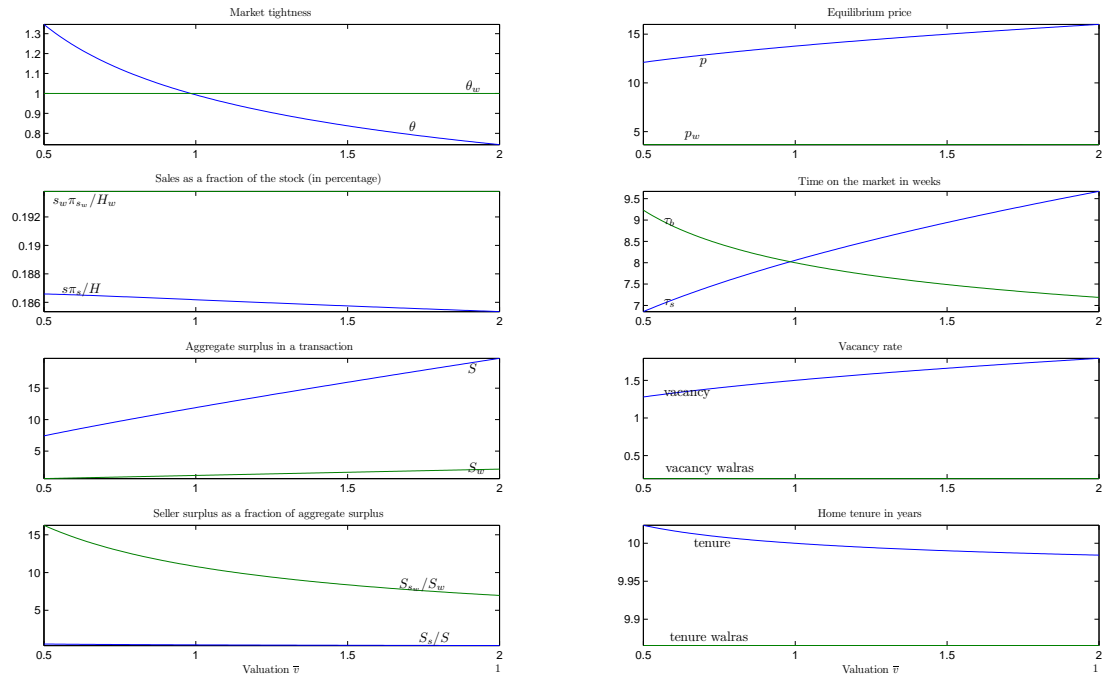 Market tightness
1.3
1.2
1.1
1
0.9
0.8
θ_w
θ
0.5
1
1.5
2
Equilibrium price
15
10
5
p
p_w
0.5
1
1.5
2
Sales as a fraction of the stock (in percentage)
s_wπ_{s_w}/H_w
0.192
0.19
0.188
0.186
sπ_s/H
0.5
1
1.5
2
Time on the market in weeks
9.5
9
8.5
8
7.5
7
τ_b
τ_s
0.5
1
1.5
2
Aggregate surplus in a transaction
15
10
5
S
S_w
0.5
1
1.5
2
Vacancy rate
1.5
1
0.5
vacancy
vacancy walras
0.5
1
1.5
2
Seller surplus as a fraction of aggregate surplus
15
10
5
S_{s_w}/S_w
S_s/S
0.5
1
1.5
2
Valuation v̅
1
Home tenure in years
10
9.95
9.9
tenure
tenure walras
0.5
1
1.5
2
Valuation v̅
1